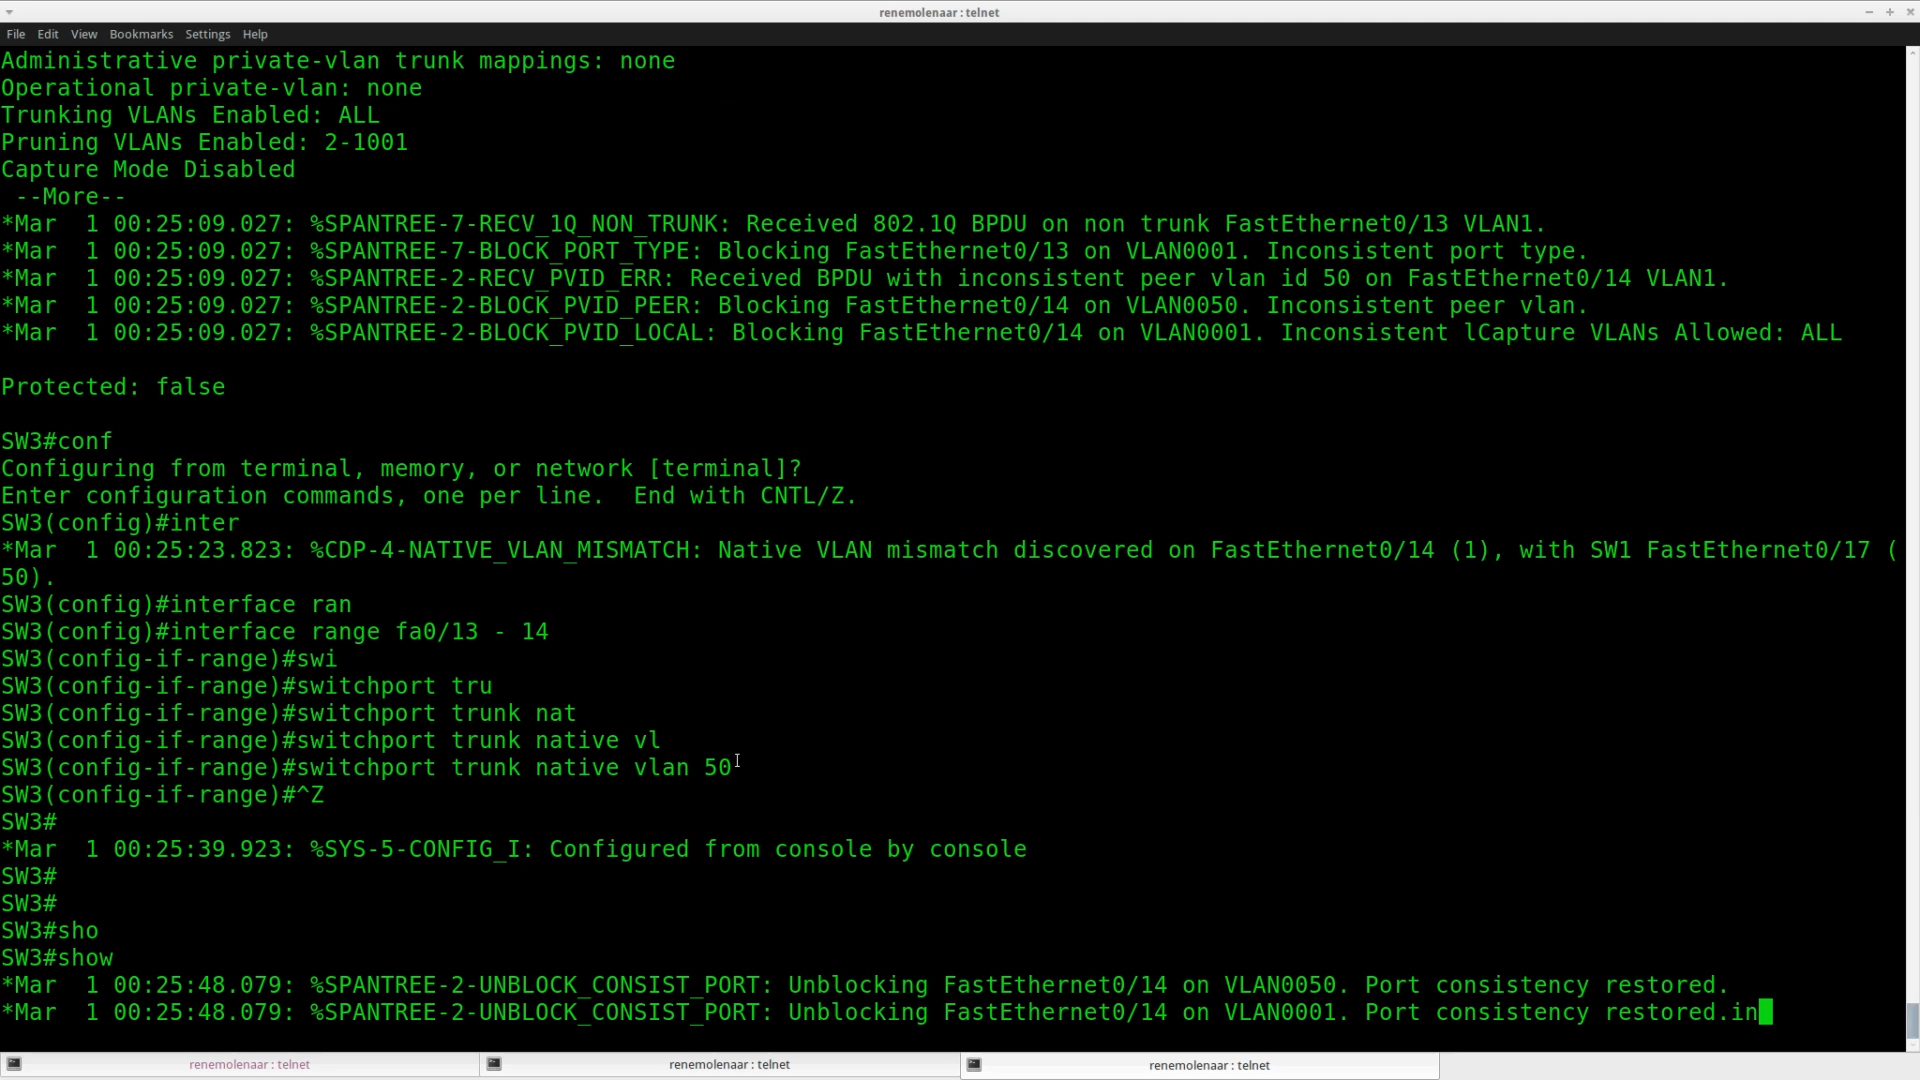 renemolenaar : telnet
File Edit View Bookmarks Settings Help
Administrative private-vlan trunk mappings: none
Operational private-vlan: none
Trunking VLANs Enabled: ALL
Pruning VLANs Enabled: 2-1001
Capture Mode Disabled
 --More--
*Mar  1 00:25:09.027: %SPANTREE-7-RECV_1Q_NON_TRUNK: Received 802.1Q BPDU on non trunk FastEthernet0/13 VLAN1.
*Mar  1 00:25:09.027: %SPANTREE-7-BLOCK_PORT_TYPE: Blocking FastEthernet0/13 on VLAN0001. Inconsistent port type.
*Mar  1 00:25:09.027: %SPANTREE-2-RECV_PVID_ERR: Received BPDU with inconsistent peer vlan id 50 on FastEthernet0/14 VLAN1.
*Mar  1 00:25:09.027: %SPANTREE-2-BLOCK_PVID_PEER: Blocking FastEthernet0/14 on VLAN0050. Inconsistent peer vlan.
*Mar  1 00:25:09.027: %SPANTREE-2-BLOCK_PVID_LOCAL: Blocking FastEthernet0/14 on VLAN0001. Inconsistent lCapture VLANs Allowed: ALL
Protected: false
SW3#conf
Configuring from terminal, memory, or network [terminal]?
Enter configuration commands, one per line.  End with CNTL/Z.
SW3(config)#inter
*Mar  1 00:25:23.823: %CDP-4-NATIVE_VLAN_MISMATCH: Native VLAN mismatch discovered on FastEthernet0/14 (1), with SW1 FastEthernet0/17 (
50).
SW3(config)#interface ran
SW3(config)#interface range fa0/13 - 14
SW3(config-if-range)#swi
SW3(config-if-range)#switchport tru
SW3(config-if-range)#switchport trunk nat
SW3(config-if-range)#switchport trunk native vl
SW3(config-if-range)#switchport trunk native vlan 50
SW3(config-if-range)#^Z
SW3#
*Mar  1 00:25:39.923: %SYS-5-CONFIG_I: Configured from console by console
SW3#
SW3#
SW3#sho
SW3#show
*Mar  1 00:25:48.079: %SPANTREE-2-UNBLOCK_CONSIST_PORT: Unblocking FastEthernet0/14 on VLAN0050. Port consistency restored.
*Mar  1 00:25:48.079: %SPANTREE-2-UNBLOCK_CONSIST_PORT: Unblocking FastEthernet0/14 on VLAN0001. Port consistency restored.in
renemolenaar : telnet renemolenaar : telnet renemolenaar : telnet